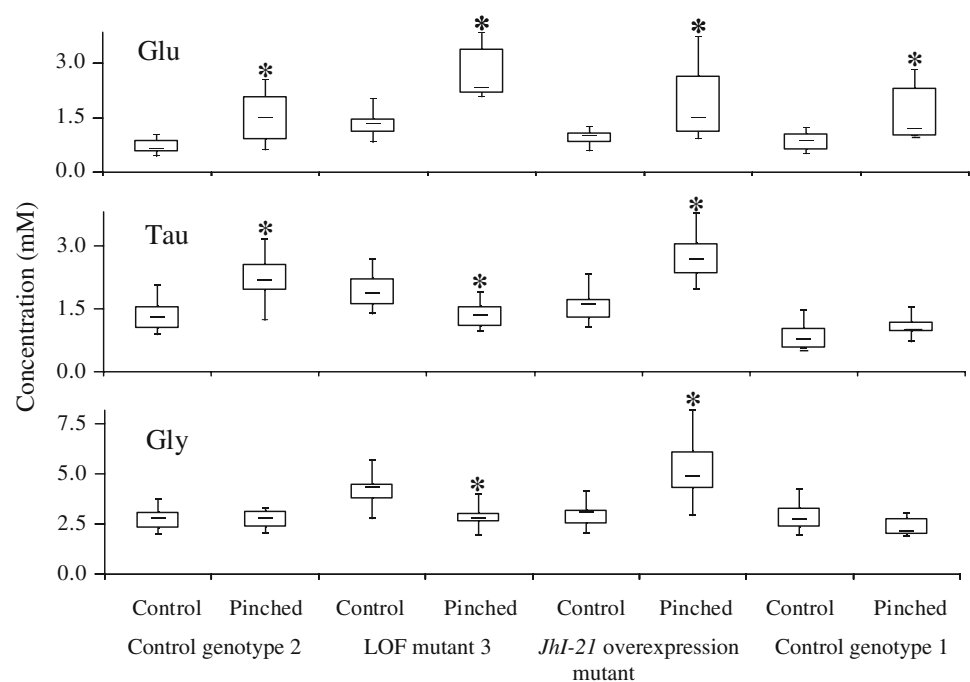 Concentration (mM)
Glu
3.0
1.5
0.0
* * * *
Tau
3.0
1.5
0.0
* * *
Gly
7.5
5.0
2.5
0.0
* *
Control Pinched Control Pinched Control Pinched Control Pinched
Control genotype 2 LOF mutant 3 JhI-21 overexpression mutant Control genotype 1